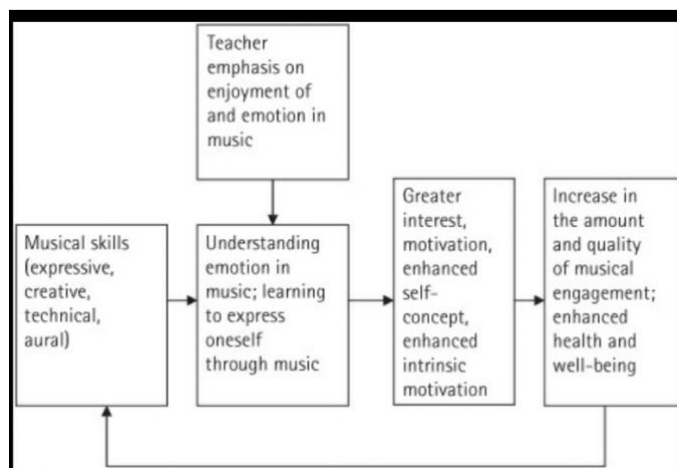 Teacher
emphasis on
enjoyment of
and emotion in
music
Musical skills
(expressive,
creative,
technical,
aural)
Understanding
emotion in
music; learning
to express
oneself
through music
Greater
interest,
motivation,
enhanced
self-
concept,
enhanced
intrinsic
motivation
Increase in
the amount
and quality
of musical
engagement;
enhanced
health and
well-being